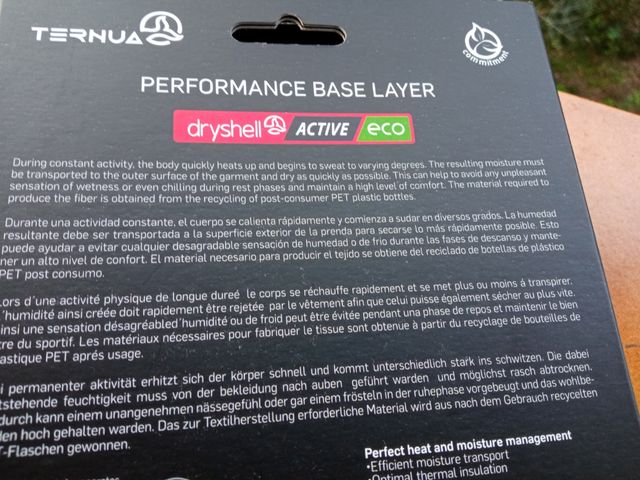 TERNUA
commitment
PERFORMANCE BASE LAYER
dryshell ACTIVE eco
During constant activity, the body quickly heats up and begins to sweat to varying degrees. The resulting moisture must
be transported to the outer surface of the garment and dry as quickly as possible. This can help to avoid any unpleasant
sensation of wetness or even chilling during rest phases and maintain a high level of comfort. The material required to
produce the fiber is obtained from the recycling of post-consumer PET plastic bottles.
Durante una actividad constante, el cuerpo se calienta rápidamente y comienza a sudar en diversos grados. La humedad
resultante debe ser transportada a la superficie exterior de la prenda para secarse lo más rápidamente posible. Esto
puede ayudar a evitar cualquier desagradable sensación de humedad o de frio durante las fases de descanso y mante-
ner un alto nivel de confort. El material necesario para producir el tejido se obtiene del reciclado de botellas de plástico
PET post consumo.
Lors d´une activité physique de longue dureé le corps se réchauffe rapidement et se met plus ou moins á transpirer.
L'humidité ainsi créée doit rapidement être rejetée par le vêtement afin que celui puisse également sécher au plus vite.
insi une sensation désagréabled´humidité ou de froid peut être évitée pendant una phase de repos et maintenir le bien
tre du sportif. Les matériaux nécessaires pour fabriquer le tissue sont obtenue à partir du recyclage de bouteilles de
lastique PET aprés usage.
i permanenter aktivität erhitzt sich der körper schnell und kommt unterschiedlich stark ins schwitzen. Die dabei
tstehende feuchtigkeit muss von der bekleidung nach auben geführt warden und möglichst rasch abtrocknen.
durch kann einem unangenehmen nässegefühl oder gar einem frösteln in der ruhephase vorgebeugt und das wohlbe-
den hoch gehalten warden. Das zur Textilherstellung erforderliche Material wird aus nach dem Gebrauch recycelten
T-Flaschen gewonnen.
Perfect heat and moisture management
•Efficient moisture transport
•Optimal thermal insulation